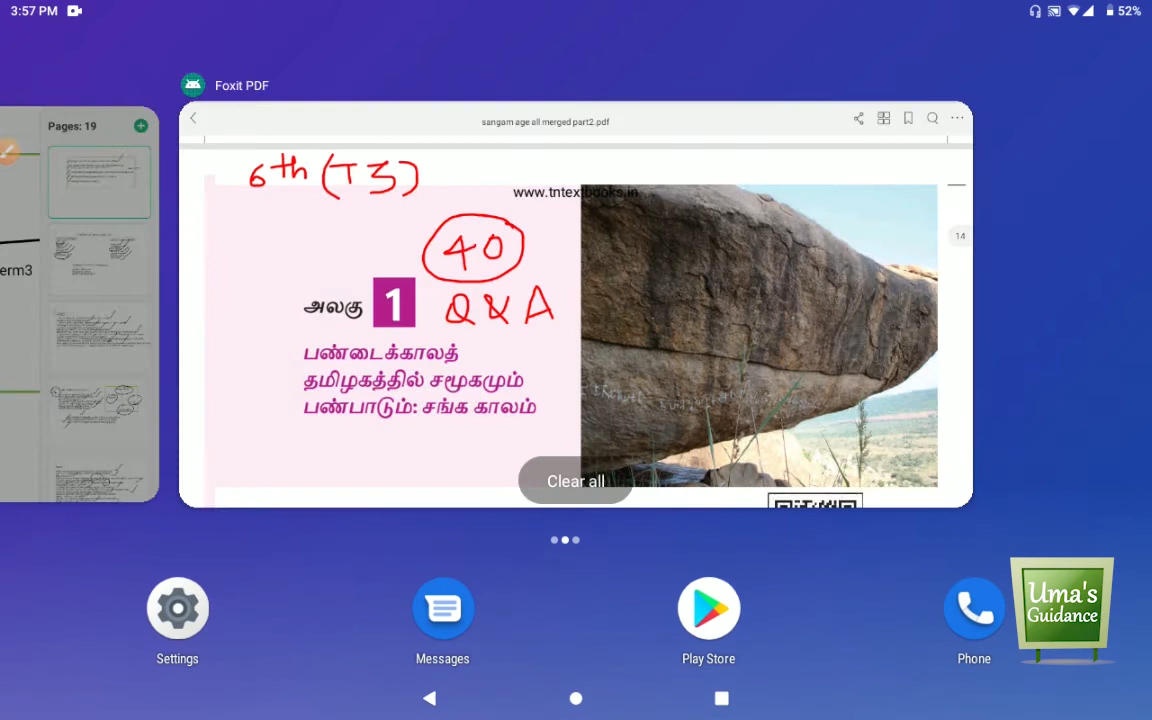 3:57 PM
52%
Foxit PDF
Pages: 19
sangam age all merged part2.pdf
6th (T3)
www.tntextbooks.in
14
40
erm3
அலகு 1
Q & A
பண்டைக்காலத்
தமிழகத்தில் சமூகமும்
பண்பாடும்: சங்க காலம்
Clear all
Uma's
Guidance
Settings
Messages
Play Store
Phone